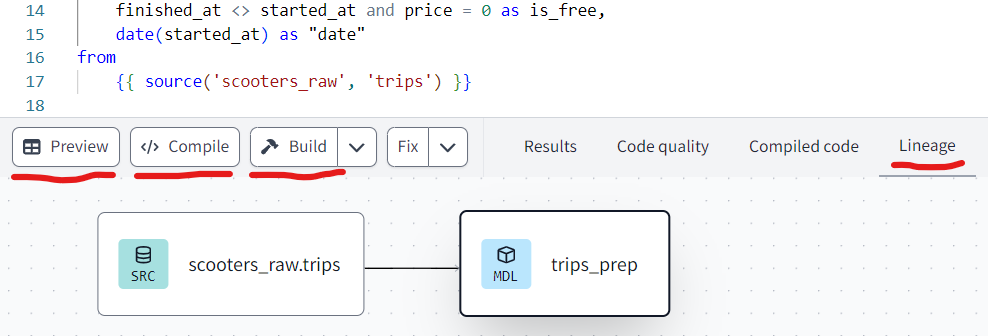 14 finished_at <> started_at and price = 0 as is_free,
15 date(started_at) as "date"
16 from
17 {{ source('scooters_raw', 'trips') }}
18
Preview </> Compile Build Fix Results Code quality Compiled code Lineage
SRC scooters_raw.trips MDL trips_prep